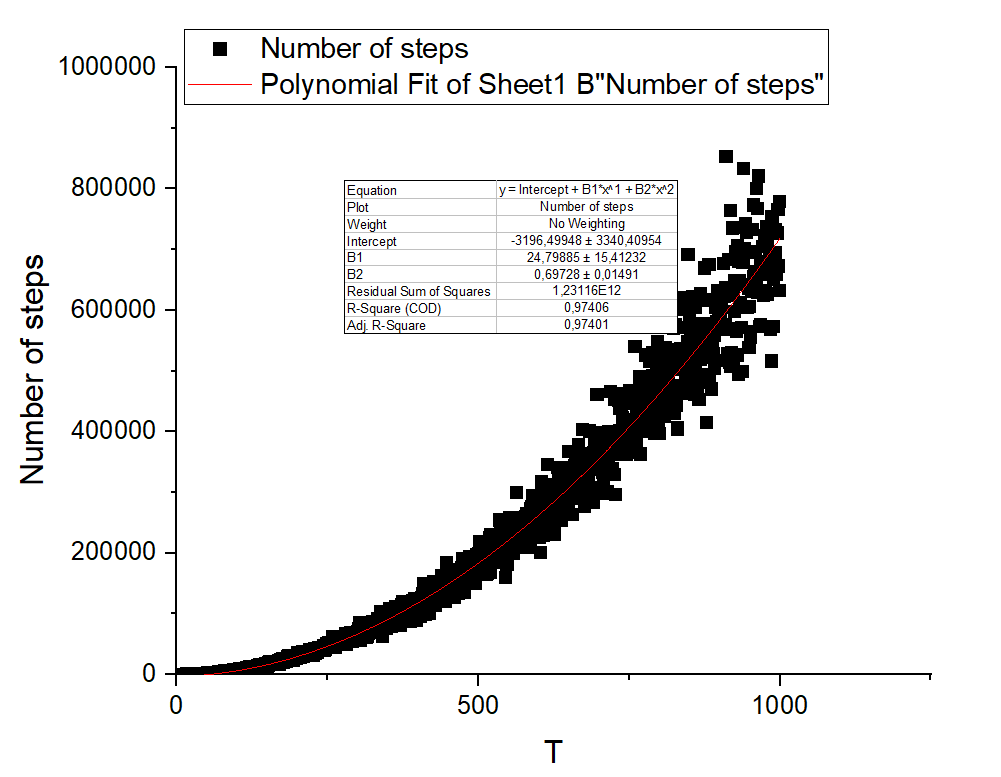 Number of steps
Polynomial Fit of Sheet1 B"Number of steps"
1000000
800000
600000
400000
200000
0
Number of steps
Equation y = Intercept + B1*x^1 + B2*x^2
Plot Number of steps
Weight No Weighting
Intercept -3196,49948 ± 3340,40954
B1 24,79885 ± 15,41232
B2 0,69728 ± 0,01491
Residual Sum of Squares 1,23116E12
R-Square (COD) 0,97406
Adj. R-Square 0,97401
0 500 1000
T